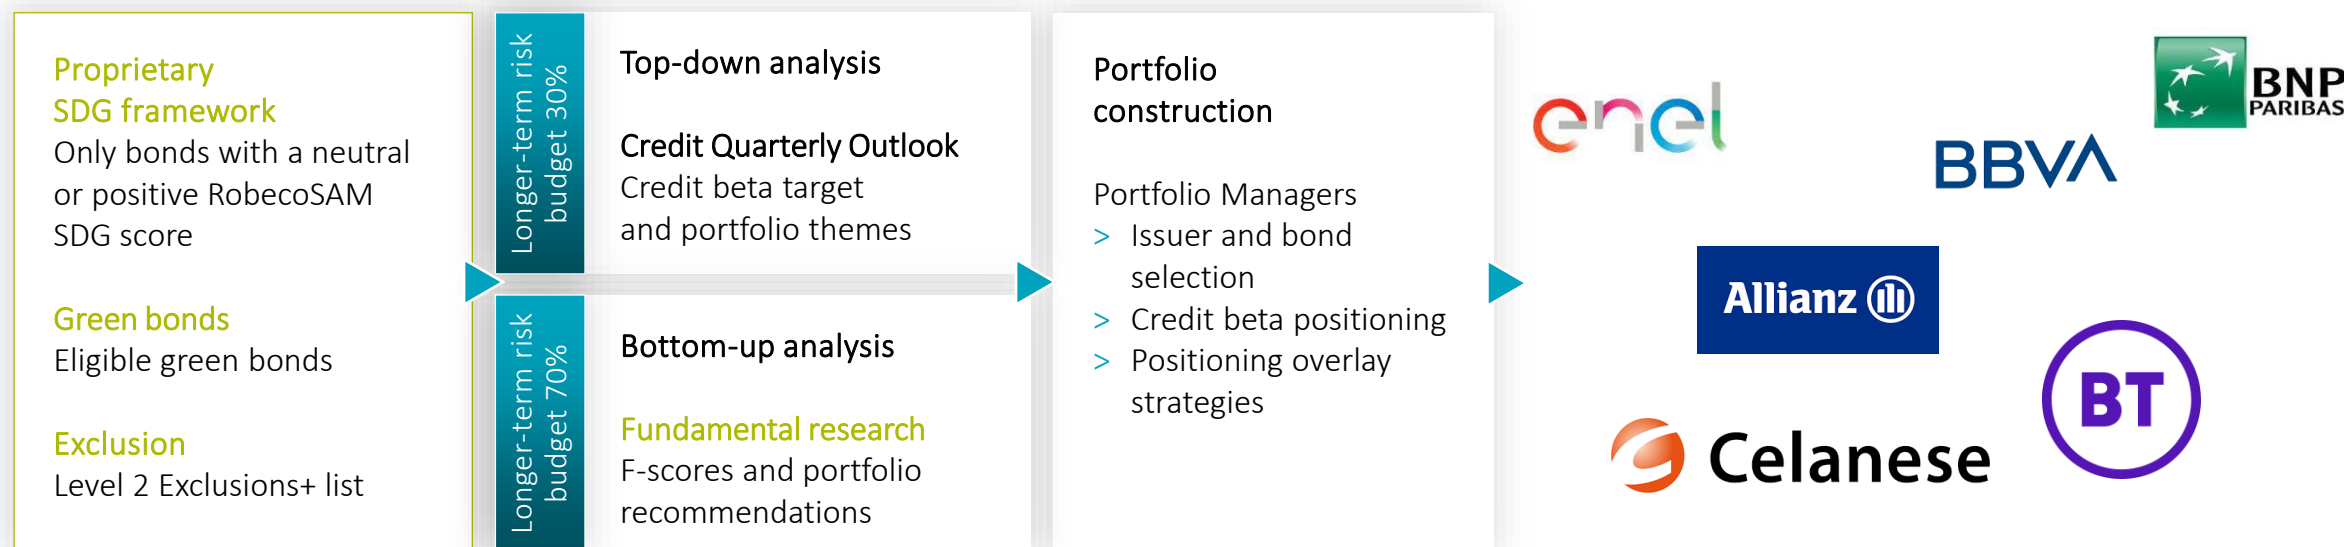 Proprietary
SDG framework
Only bonds with a neutral
or positive RobecoSAM
SDG score
Green bonds
Eligible green bonds
Exclusion
Level 2 Exclusions+ list
Longer-term risk
budget 30%
Top-down analysis
Credit Quarterly Outlook
Credit beta target
and portfolio themes
Longer-term risk
budget 70%
Bottom-up analysis
Fundamental research
F-scores and portfolio
recommendations
Portfolio
construction
Portfolio Managers
> Issuer and bond
selection
> Credit beta positioning
> Positioning overlay
strategies
enel
BNP
PARIBAS
BBVA
Allianz
BT
Celanese